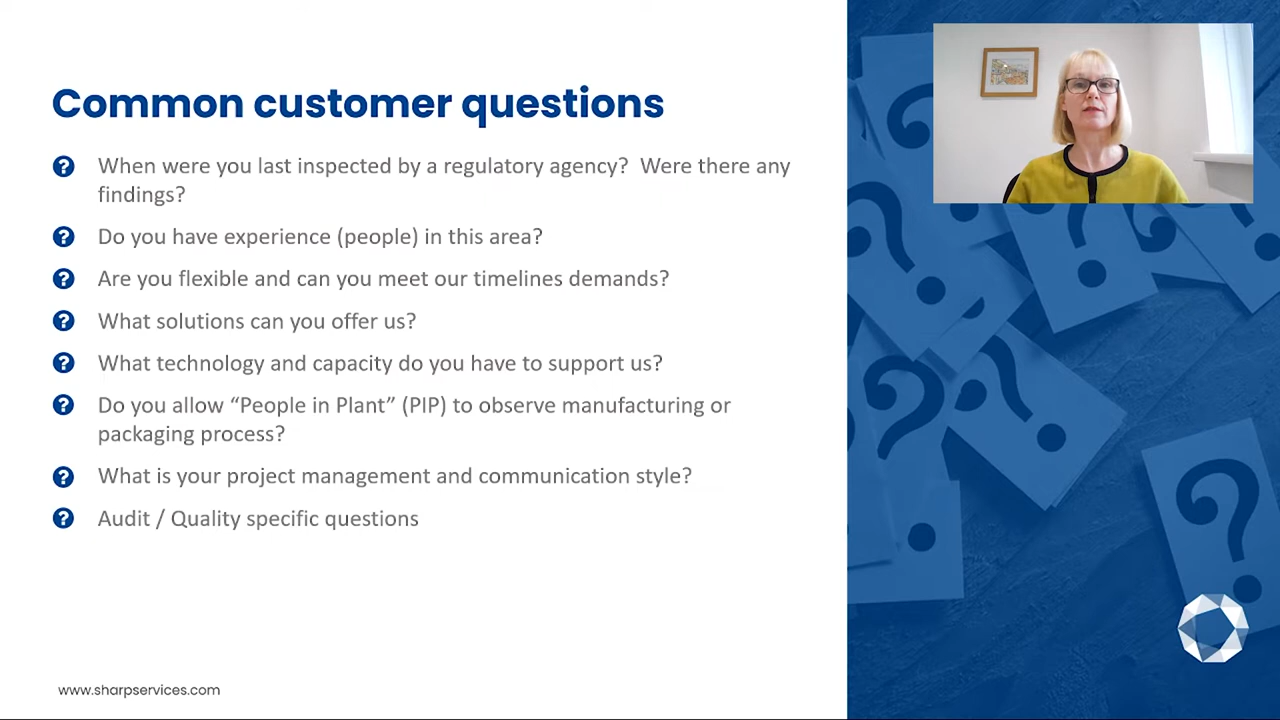 Common customer questions
When were you last inspected by a regulatory agency?  Were there any
findings?
Do you have experience (people) in this area?
Are you flexible and can you meet our timelines demands?
What solutions can you offer us?
What technology and capacity do you have to support us?
Do you allow “People in Plant” (PIP) to observe manufacturing or
packaging process?
What is your project management and communication style?
Audit / Quality specific questions
www.sharpservices.com